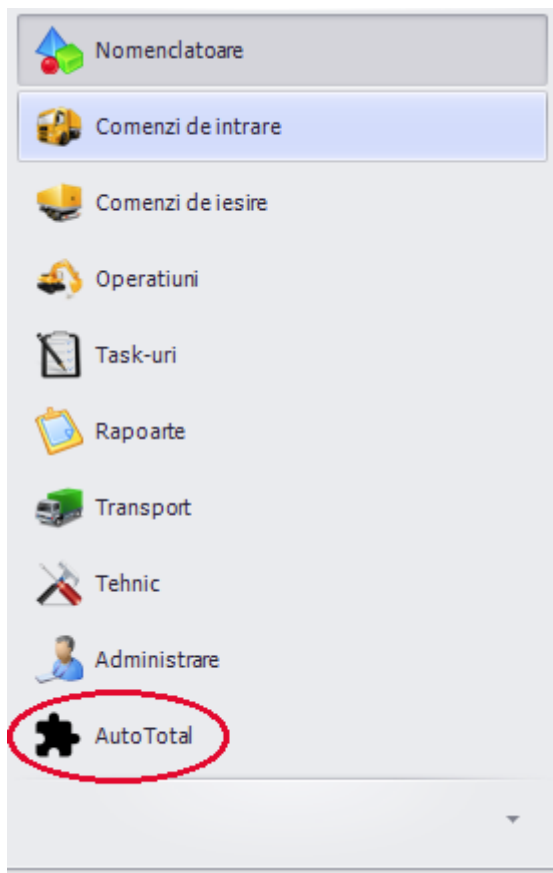 Nomenclatoare
Comenzi de intrare
Comenzi de iesire
Operatiuni
Task-uri
Rapoarte
Transport
Tehnic
Administrare
AutoTotal